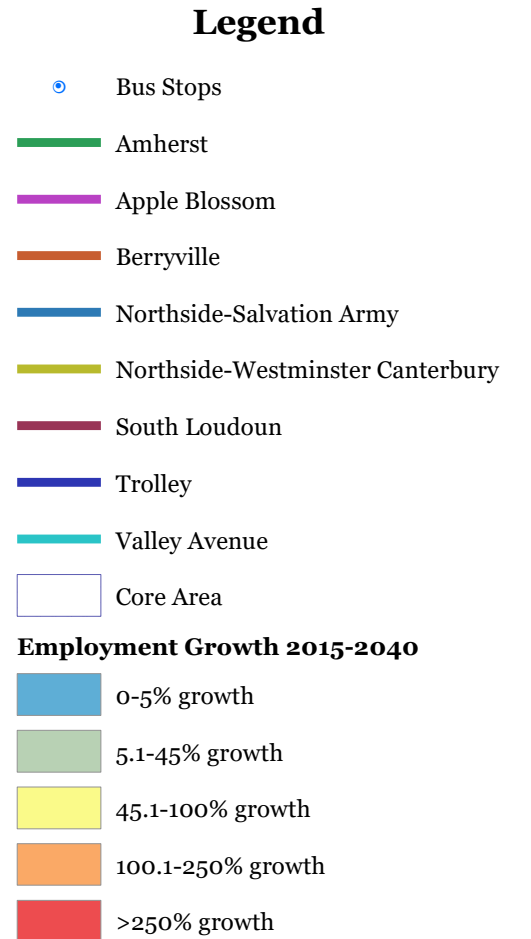 Legend
Bus Stops
Amherst
Apple Blossom
Berryville
Northside-Salvation Army
Northside-Westminster Canterbury
South Loudoun
Trolley
Valley Avenue
Core Area
Employment Growth 2015-2040
0-5% growth
5.1-45% growth
45.1-100% growth
100.1-250% growth
>250% growth